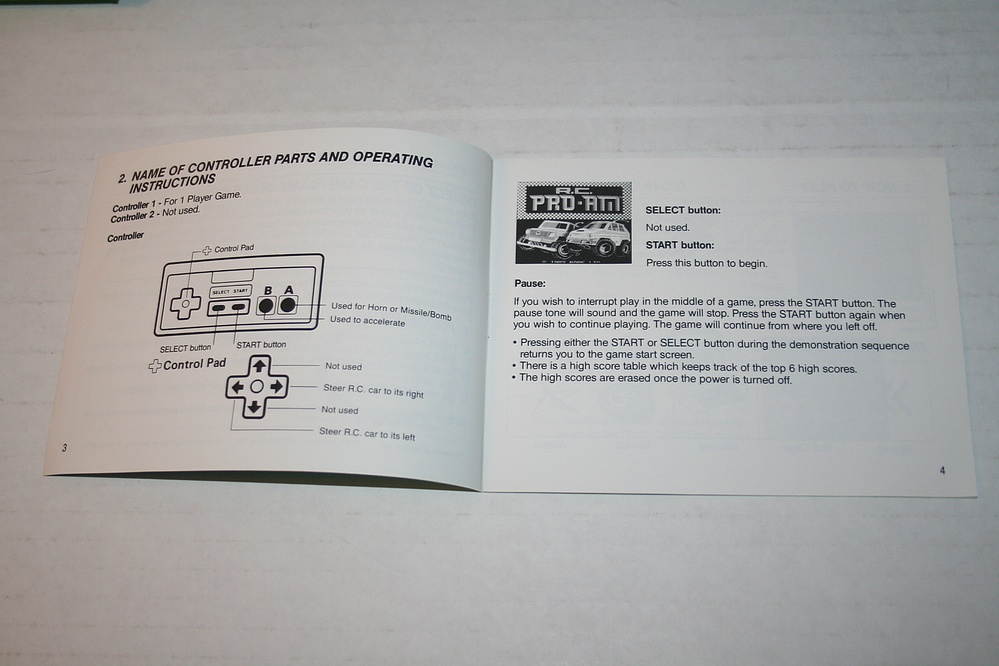 2. NAME OF CONTROLLER PARTS AND OPERATING
INSTRUCTIONS
Controller 1 - For 1 Player Game.
Controller 2 - Not used.
Controller
Control Pad
SELECT START
B A
Used for Horn or Missile/Bomb
Used to accelerate
SELECT button
START button
Control Pad
Not used
Steer R.C. car to its right
Not used
Steer R.C. car to its left
3
R.C.
PRO-AM
SELECT button:
Not used.
START button:
Press this button to begin.
Pause:
If you wish to interrupt play in the middle of a game, press the START button. The
pause tone will sound and the game will stop. Press the START button again when
you wish to continue playing. The game will continue from where you left off.
• Pressing either the START or SELECT button during the demonstration sequence
returns you to the game start screen.
• There is a high score table which keeps track of the top 6 high scores.
• The high scores are erased once the power is turned off.
4